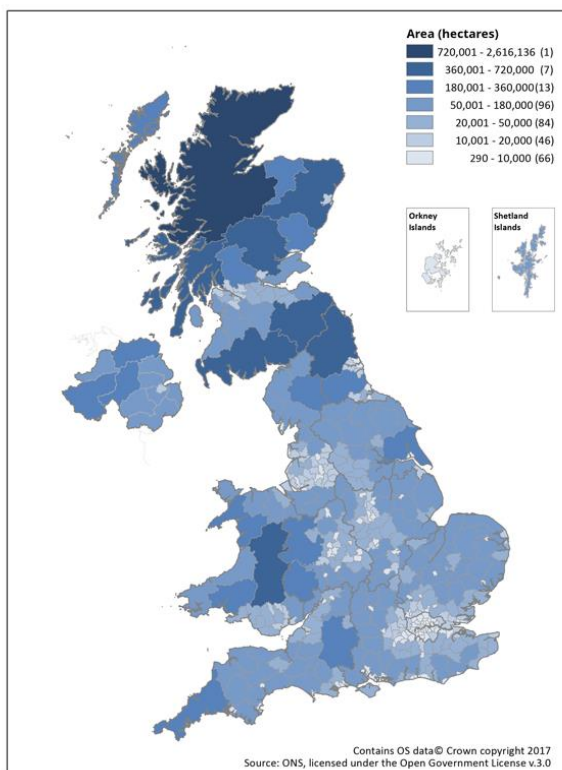 Area (hectares)
720,001 - 2,616,136 (1)
360,001 - 720,000 (7)
180,001 - 360,000 (13)
50,001 - 180,000 (96)
20,001 - 50,000 (84)
10,001 - 20,000 (46)
290 - 10,000 (66)
Orkney
Islands
Shetland
Islands
Contains OS data© Crown copyright 2017
Source: ONS, licensed under the Open Government License v.3.0